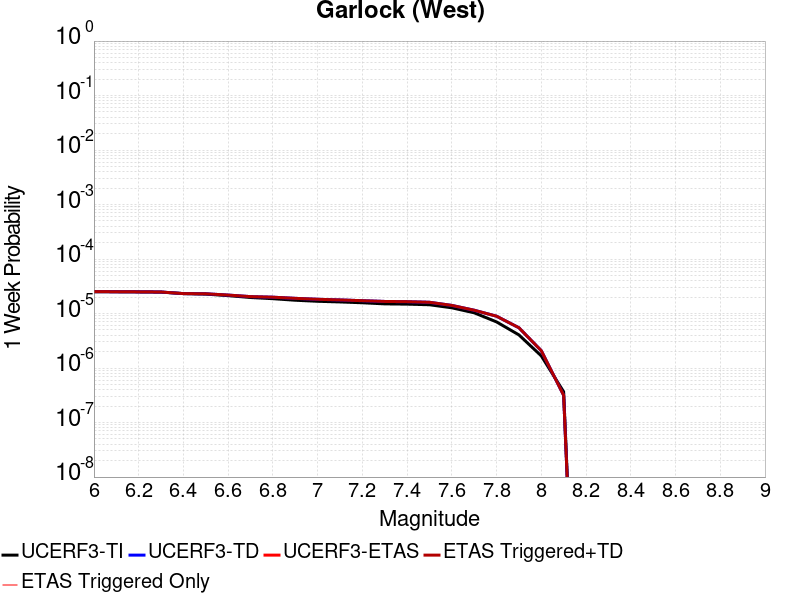 Garlock (West)
10^0
10^-1
10^-2
10^-3
10^-4
10^-5
10^-6
10^-7
10^-8
1 Week Probability
6 6.2 6.4 6.6 6.8 7 7.2 7.4 7.6 7.8 8 8.2 8.4 8.6 8.8 9
Magnitude
UCERF3-TI UCERF3-TD UCERF3-ETAS ETAS Triggered+TD
ETAS Triggered Only